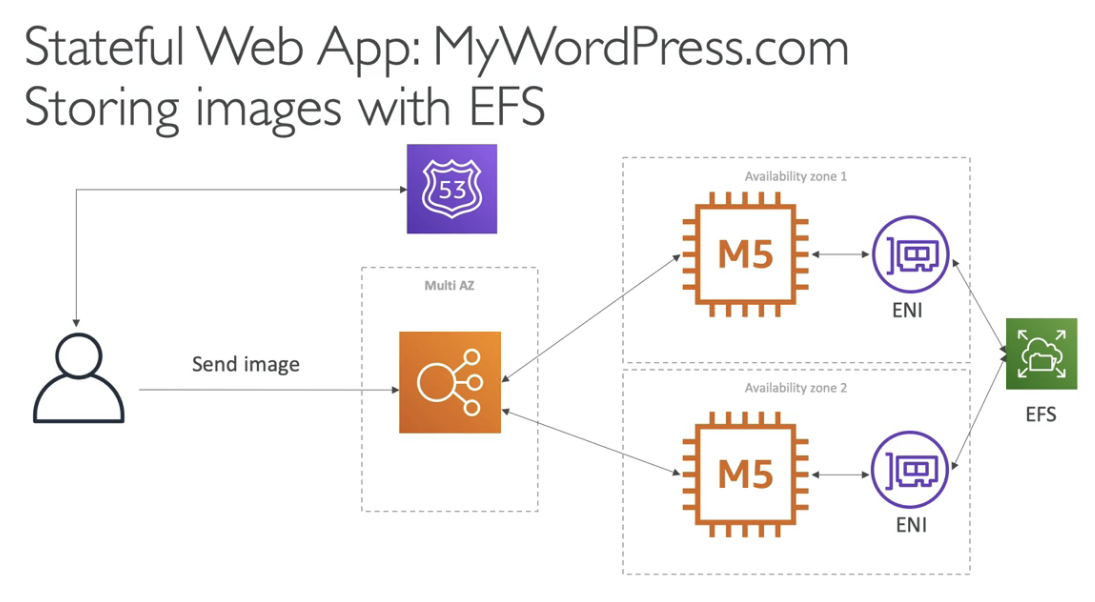 Stateful Web App: MyWordPress.com
Storing images with EFS
53
Availability zone 1
M5
ENI
Multi AZ
Send image
EFS
Availability zone 2
M5
ENI